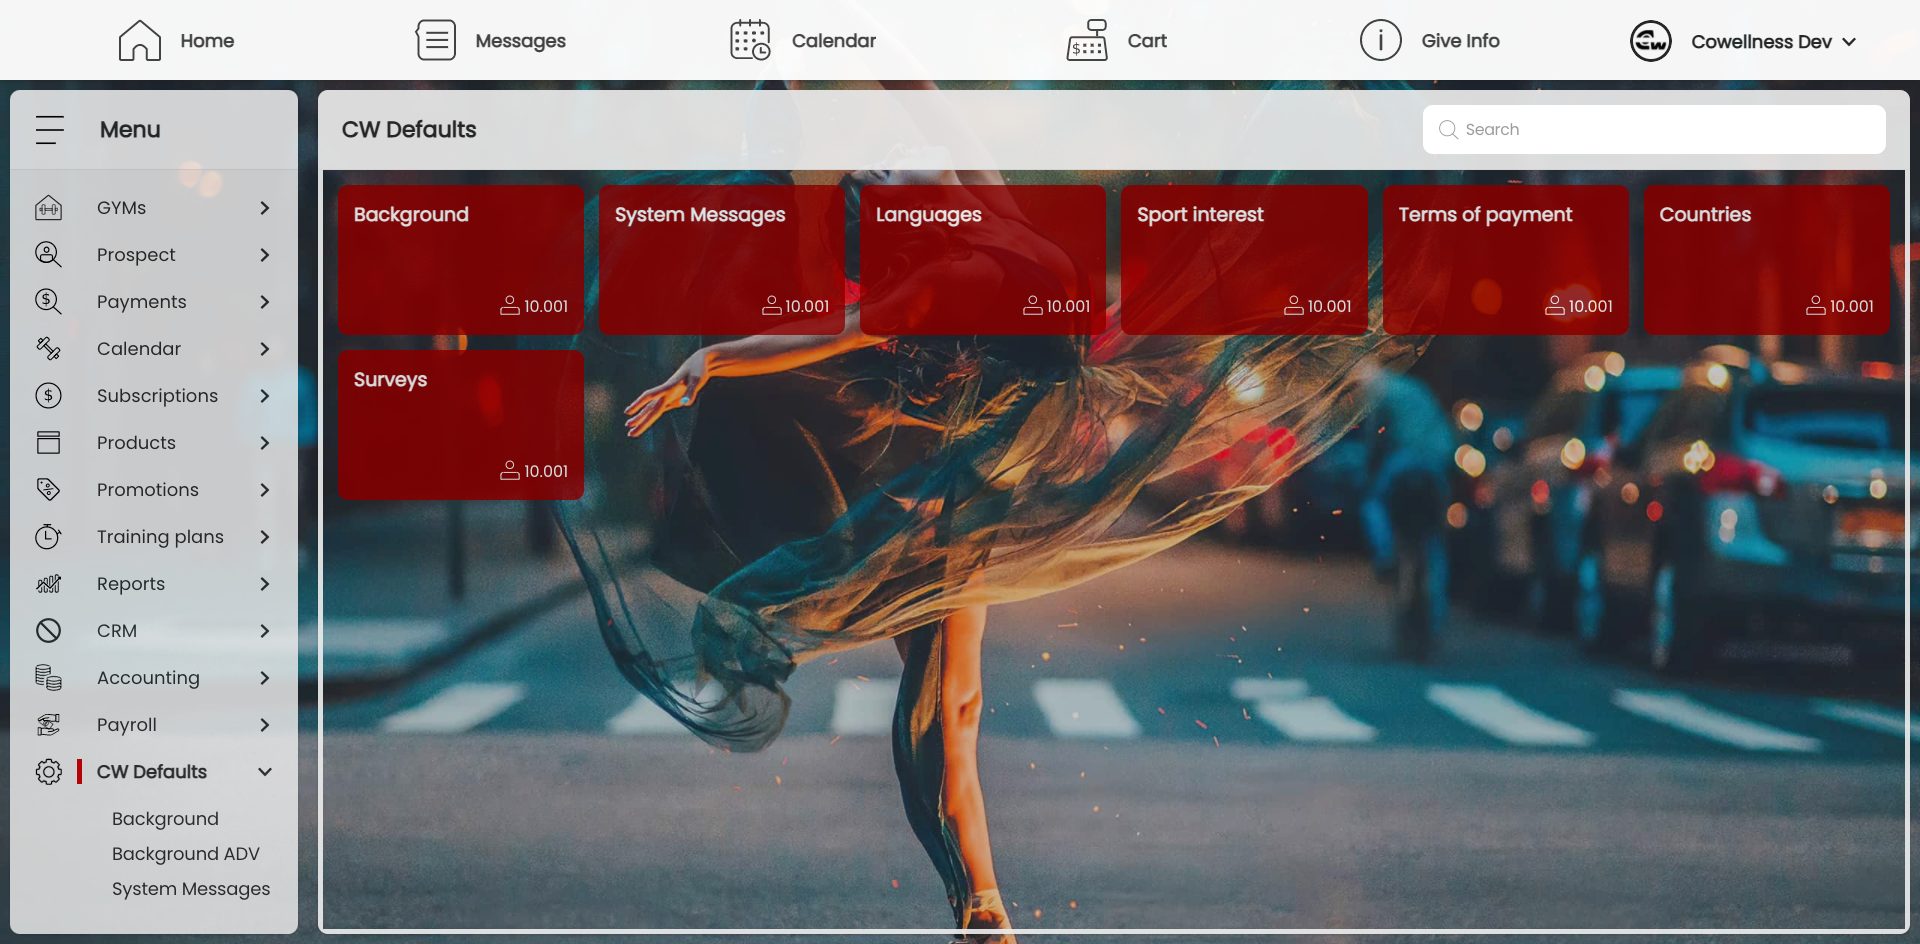 Home
Messages
Calendar
Cart
Give Info
Cowellness Dev
Menu
GYMs
Prospect
Payments
Calendar
Subscriptions
Products
Promotions
Training plans
Reports
CRM
Accounting
Payroll
CW Defaults
Background
Background ADV
System Messages
CW Defaults
Search
Background
10.001
System Messages
10.001
Languages
10.001
Sport interest
10.001
Terms of payment
10.001
Countries
10.001
Surveys
10.001